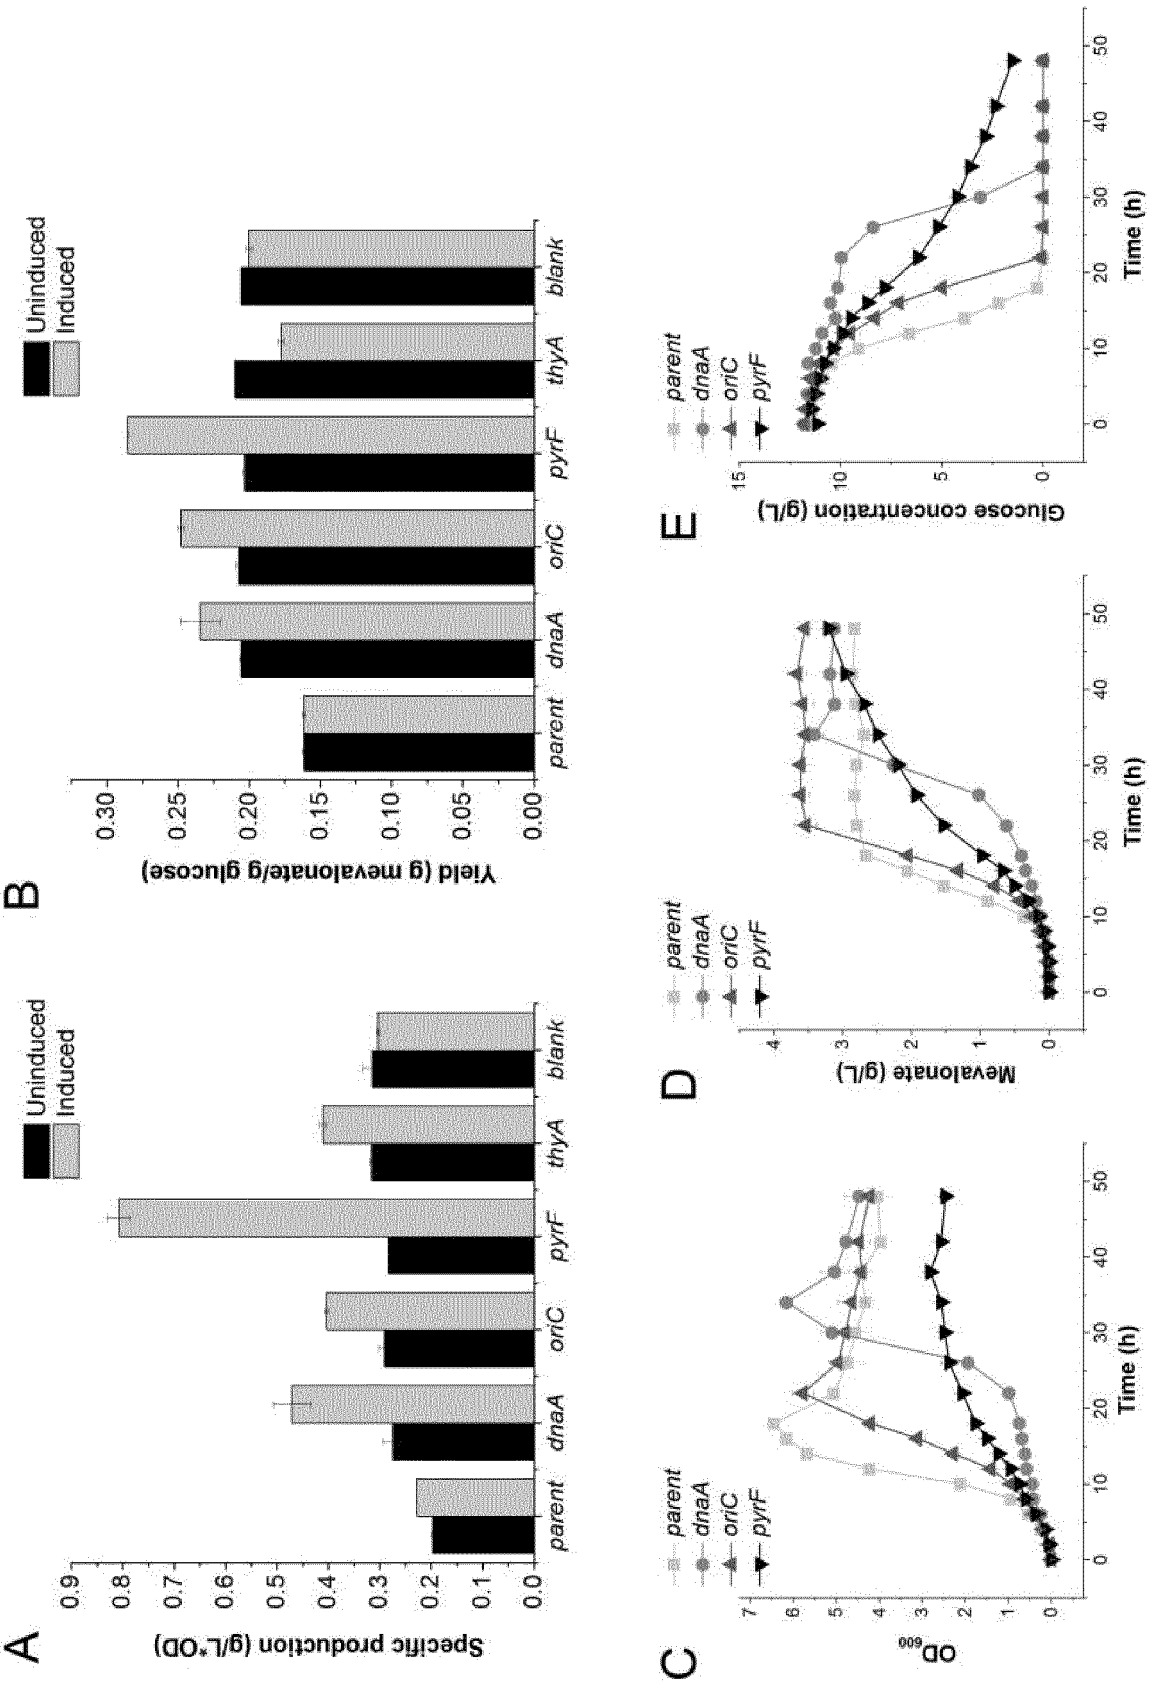 A
Uninduced
Induced
Specific production (g/L*OD)
0.9
0.8
0.7
0.6
0.5
0.4
0.3
0.2
0.1
0.0
parent dnaA oriC pyrF thyA blank
B
Uninduced
Induced
Yield (g mevalonate/g glucose)
0.30
0.25
0.20
0.15
0.10
0.05
0.00
parent dnaA oriC pyrF thyA blank
C
parent
dnaA
oriC
pyrF
OD600
7
6
5
4
3
2
1
0
0 10 20 30 40 50
Time (h)
D
parent
dnaA
oriC
pyrF
Mevalonate (g/L)
4
3
2
1
0
0 10 20 30 40 50
Time (h)
E
parent
dnaA
oriC
pyrF
Glucose concentration (g/L)
15
10
5
0
0 10 20 30 40 50
Time (h)